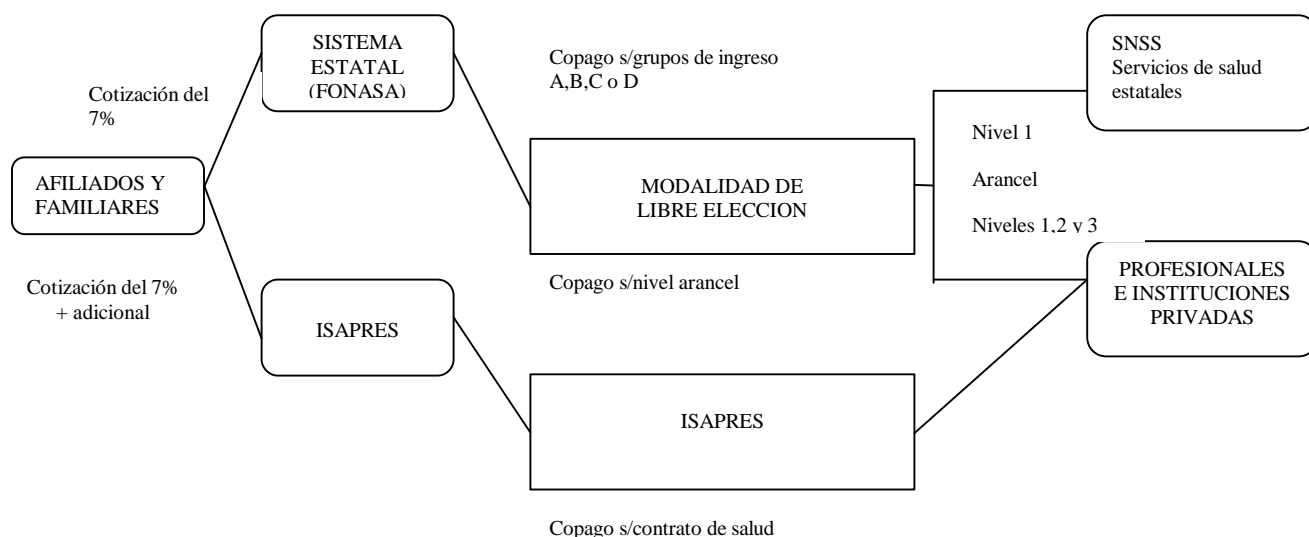 SISTEMA
ESTATAL
(FONASA)
Copago s/grupos de ingreso
A,B,C o D
SNSS
Servicios de salud
estatales
Cotización del
7%
Nivel 1
AFILIADOS Y
FAMILIARES
MODALIDAD DE
LIBRE ELECCION
Arancel
Niveles 1,2 y 3
Cotización del 7%
+ adicional
Copago s/nivel arancel
PROFESIONALES
E INSTITUCIONES
PRIVADAS
ISAPRES
ISAPRES
Copago s/contrato de salud